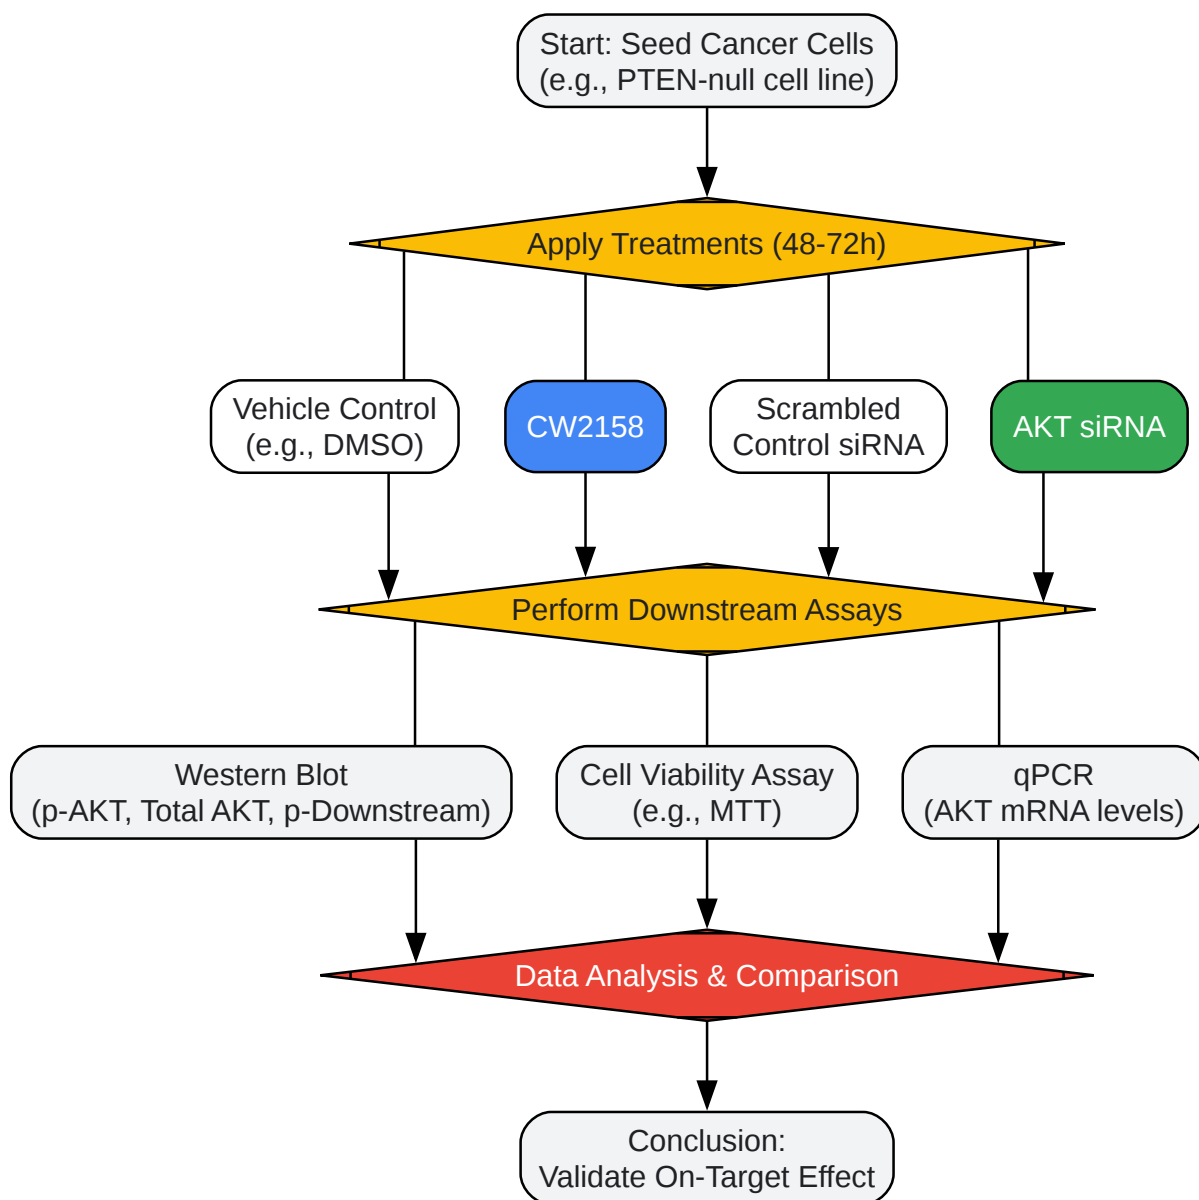 Start: Seed Cancer Cells
(e.g., PTEN-null cell line)
Apply Treatments (48-72h)
Vehicle Control
(e.g., DMSO)
CW2158
Scrambled
Control siRNA
AKT siRNA
Perform Downstream Assays
Western Blot
(p-AKT, Total AKT, p-Downstream)
Cell Viability Assay
(e.g., MTT)
qPCR
(AKT mRNA levels)
Data Analysis & Comparison
Conclusion:
Validate On-Target Effect